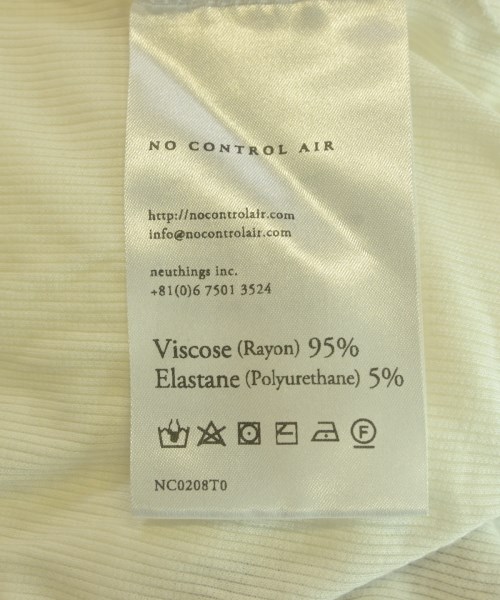 NO CONTROL AIR
http://nocontrolair.com
info@nocontrolair.com
neuthings inc.
+81(0)6 7501 3524
Viscose (Rayon) 95%
Elastane (Polyurethane) 5%
F
NC0208T0